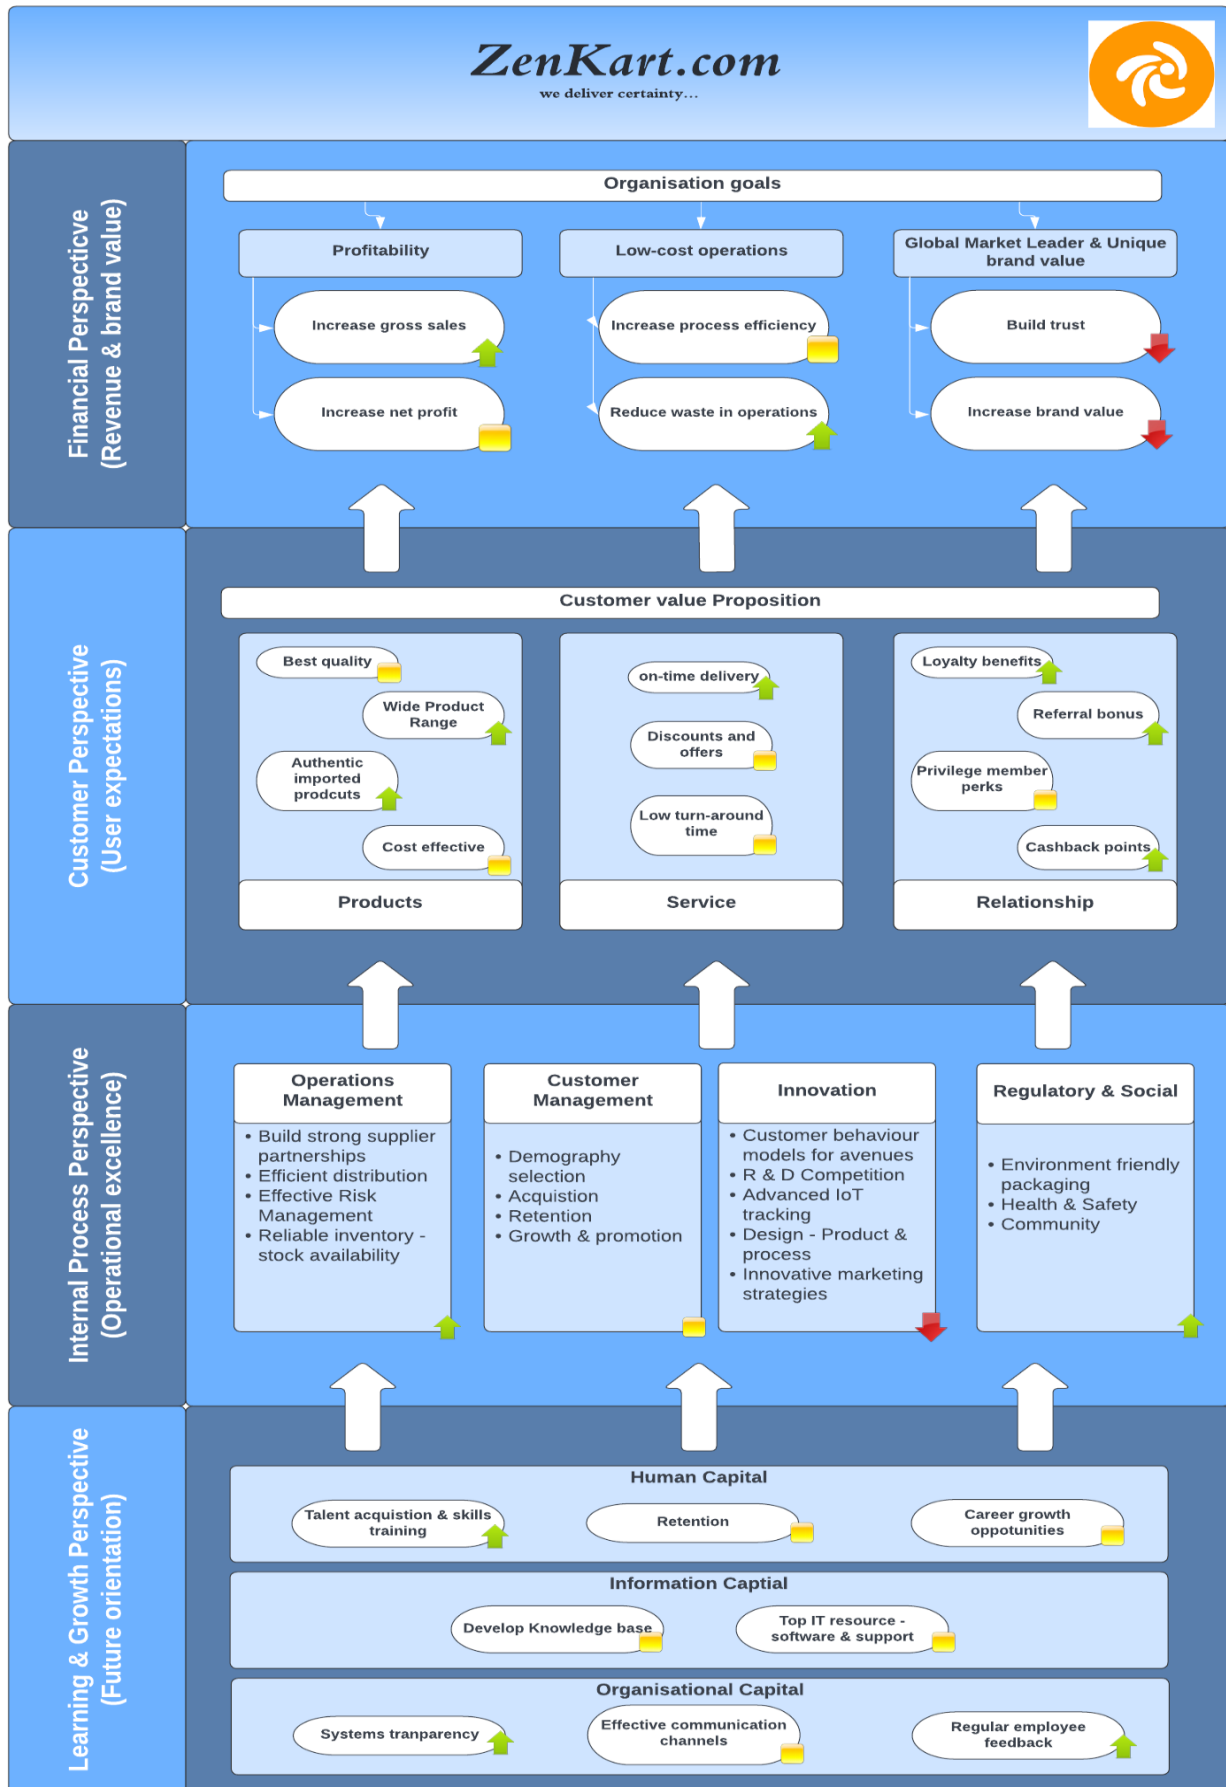 ZenKart.com
we deliver certainty...
Financial Perspecticve
(Revenue & brand value)
Organisation goals
Profitability
Low-cost operations
Global Market Leader & Unique
brand value
Increase gross sales
Increase process efficiency
Build trust
Increase net profit
Reduce waste in operations
Increase brand value
Customer Perspective
(User expectations)
Customer value Proposition
Best quality
Wide Product
Range
Authentic
imported
prodcuts
Cost effective
Products
on-time delivery
Discounts and
offers
Low turn-around
time
Service
Loyalty benefits
Referral bonus
Privilege member
perks
Cashback points
Relationship
Internal Process Perspective
(Operational excellence)
Operations
Management
• Build strong supplier
partnerships
• Efficient distribution
• Effective Risk
Management
• Reliable inventory -
stock availability
Customer
Management
• Demography
selection
• Acquistion
• Retention
• Growth & promotion
Innovation
• Customer behaviour
models for avenues
• R & D Competition
• Advanced IoT
tracking
• Design - Product &
process
• Innovative marketing
strategies
Regulatory & Social
• Environment friendly
packaging
• Health & Safety
• Community
Learning & Growth Perspective
(Future orientation)
Human Capital
Talent acquistion & skills
training
Retention
Career growth
oppotunities
Information Captial
Develop Knowledge base
Top IT resource -
software & support
Organisational Capital
Systems tranparency
Effective communication
channels
Regular employee
feedback